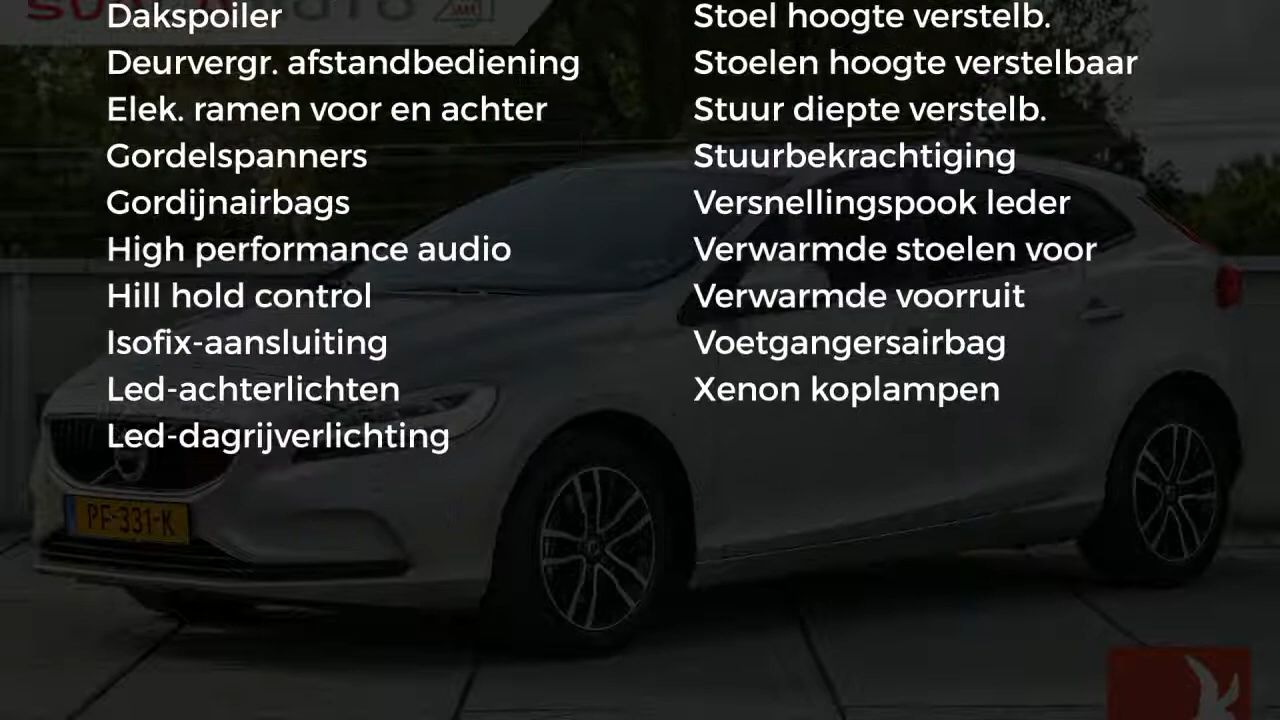 Dakspoiler
Deurvergr. afstandbediening
Elek. ramen voor en achter
Gordelspanners
Gordijnairbags
High performance audio
Hill hold control
Isofix-aansluiting
Led-achterlichten
Led-dagrijverlichting
Stoel hoogte verstelb.
Stoelen hoogte verstelbaar
Stuur diepte verstelb.
Stuurbekrachtiging
Versnellingspook leder
Verwarmde stoelen voor
Verwarmde voorruit
Voetgangersairbag
Xenon koplampen
PF-331-K